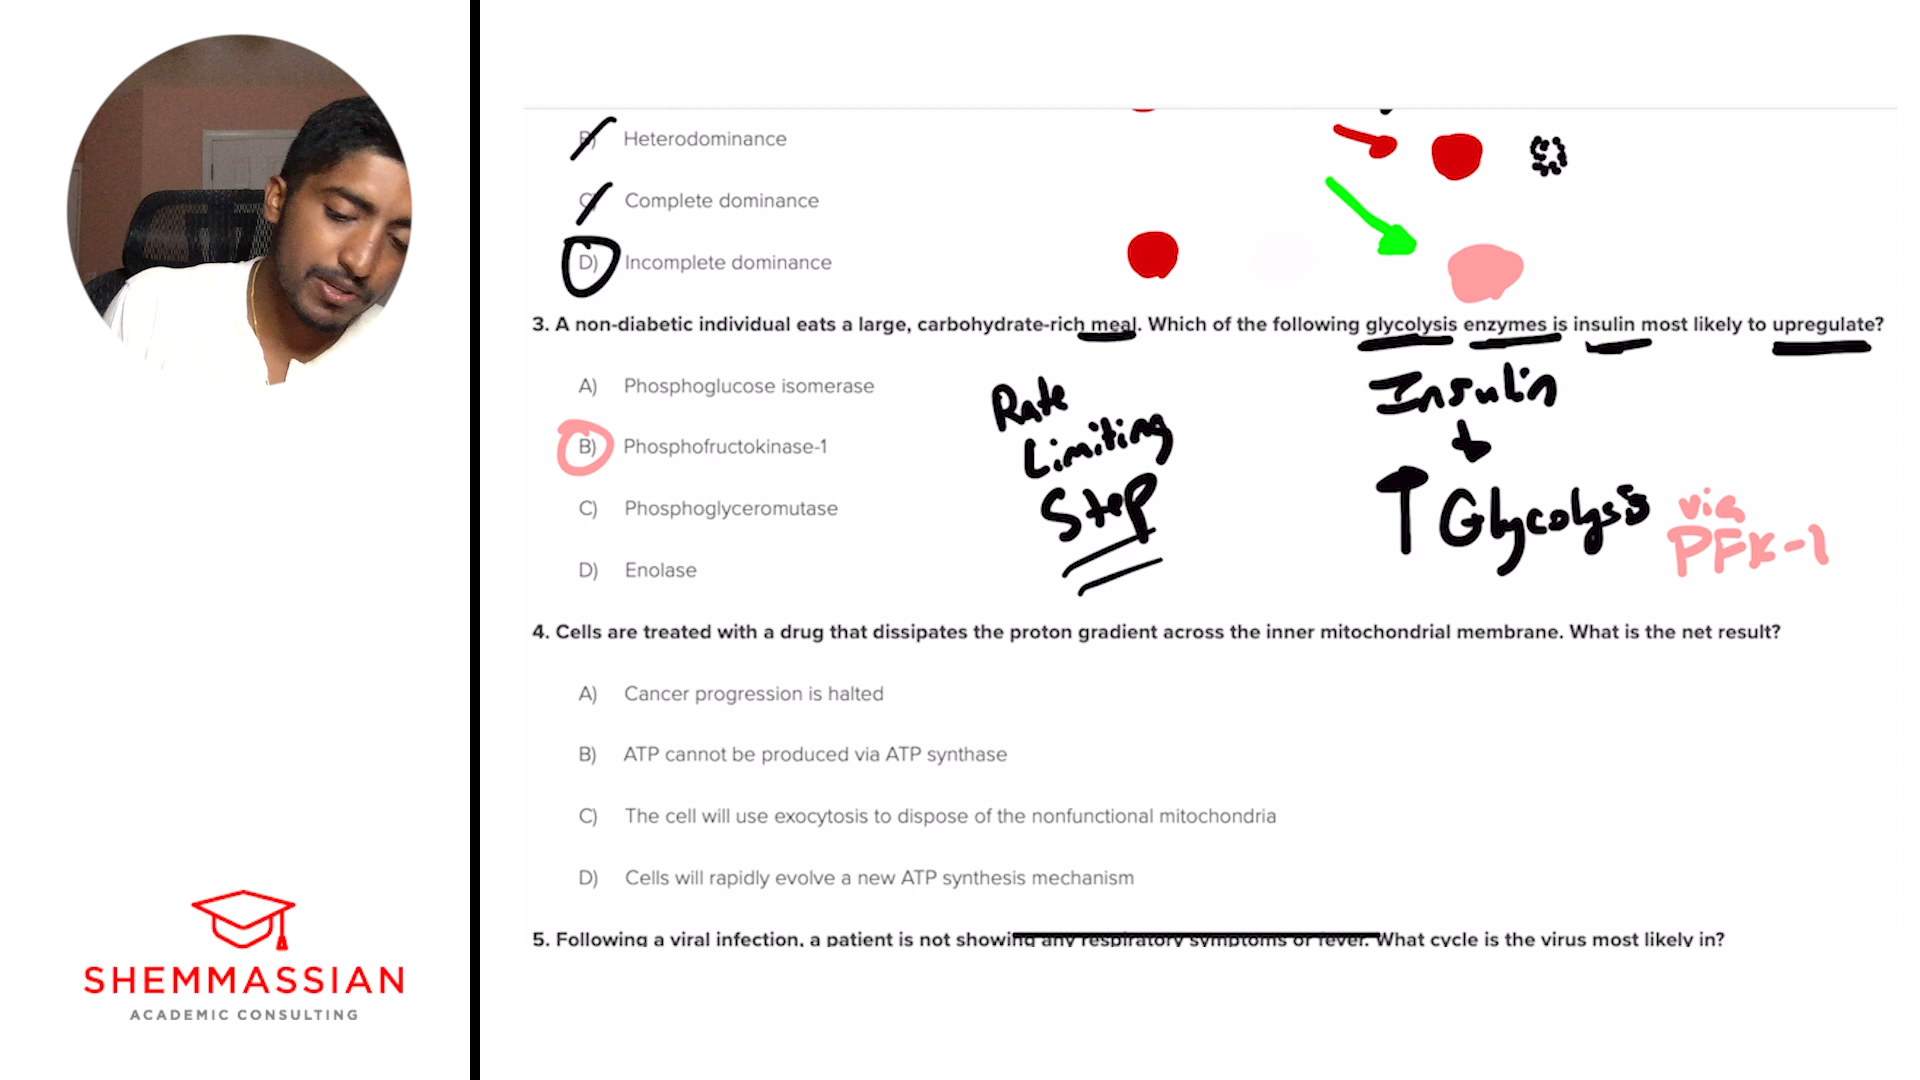 B) Heterodominance
C) Complete dominance
D) Incomplete dominance
3. A non-diabetic individual eats a large, carbohydrate-rich meal. Which of the following glycolysis enzymes is insulin most likely to upregulate?
A) Phosphoglucose isomerase
B) Phosphofructokinase-1
C) Phosphoglyceromutase
D) Enolase
Rate
Limiting
Step
Insulin
↑ Glycolysis
via
PFK-1
4. Cells are treated with a drug that dissipates the proton gradient across the inner mitochondrial membrane. What is the net result?
A) Cancer progression is halted
B) ATP cannot be produced via ATP synthase
C) The cell will use exocytosis to dispose of the nonfunctional mitochondria
D) Cells will rapidly evolve a new ATP synthesis mechanism
5. Following a viral infection, a patient is not showing any respiratory symptoms or fever. What cycle is the virus most likely in?
SHEMMASSIAN
ACADEMIC CONSULTING